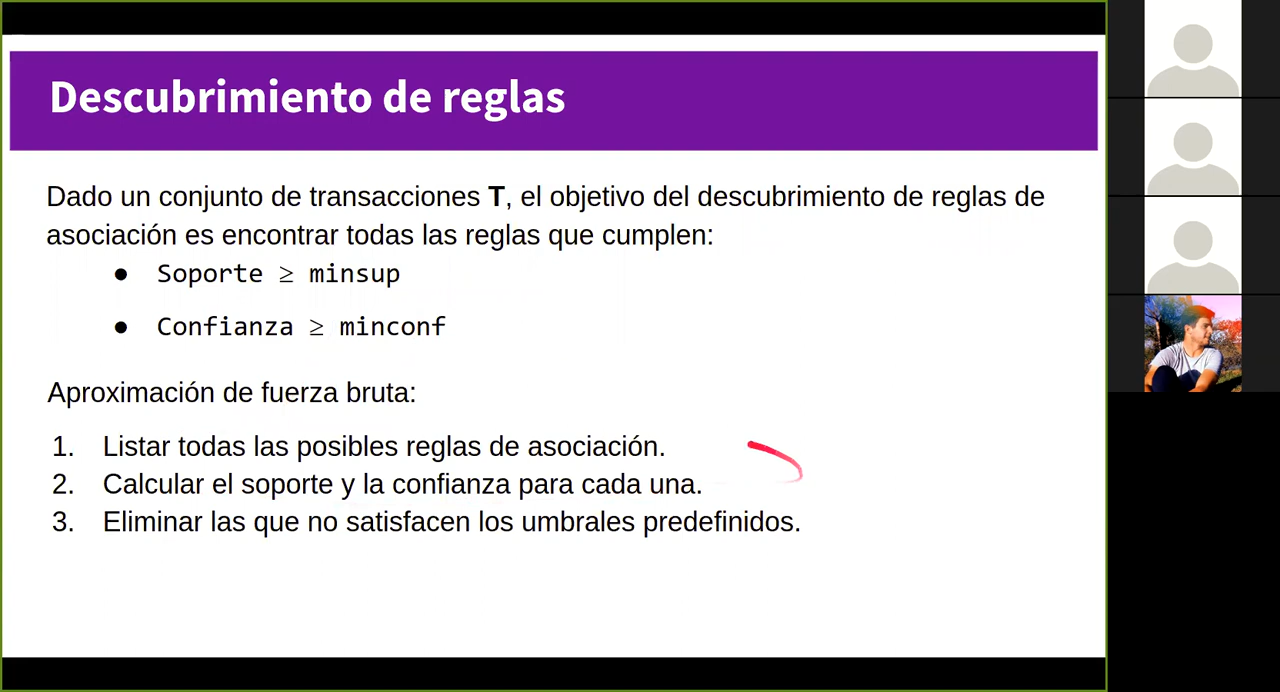 Descubrimiento de reglas
Dado un conjunto de transacciones T, el objetivo del descubrimiento de reglas de
asociación es encontrar todas las reglas que cumplen:
● Soporte ≥ minsup
● Confianza ≥ minconf
Aproximación de fuerza bruta:
1. Listar todas las posibles reglas de asociación.
2. Calcular el soporte y la confianza para cada una.
3. Eliminar las que no satisfacen los umbrales predefinidos.